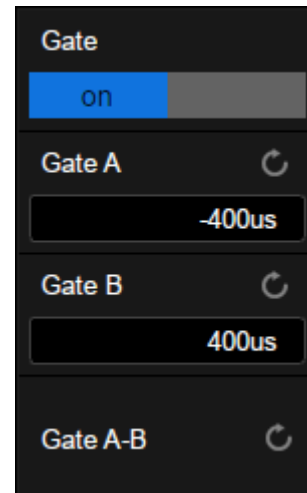 Gate
on
Gate A
-400us
Gate B
400us
Gate A-B